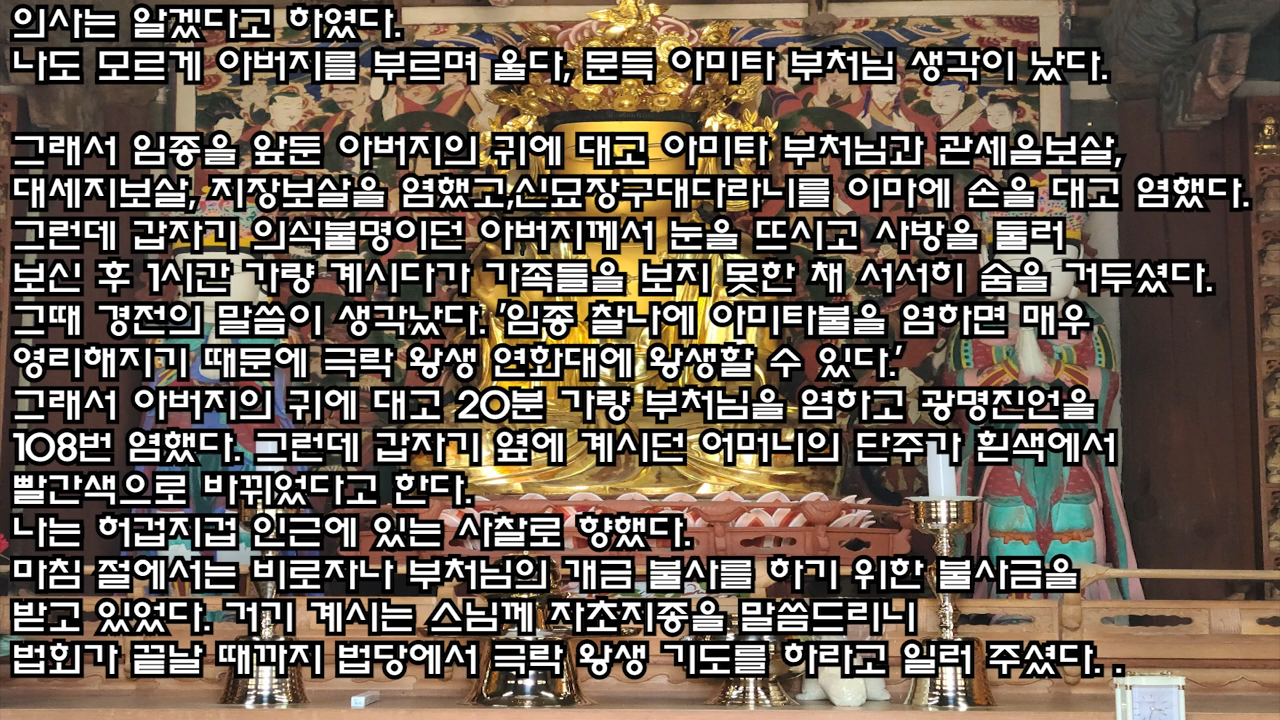 의사는 알겠다고 하였다.
나도 모르게 아버지를 부르며 울다, 문득 아미타 부처님 생각이 났다.
그래서 임종을 앞둔 아버지의 귀에 대고 아미타 부처님과 관세음보살,
대세지보살, 지장보살을 염했고,신묘장구대다라니를 이마에 손을 대고 염했다.
그런데 갑자기 의식불명이던 아버지께서 눈을 뜨시고 사방을 둘러
보신 후 1시간 가량 계시다가 가족들을 보지 못한 채 서서히 숨을 거두셨다.
그때 경전의 말씀이 생각났다. '임종 찰나에 아미타불을 염하면 매우
영리해지기 때문에 극락 왕생 연화대에 왕생할 수 있다.'
그래서 아버지의 귀에 대고 20분 가량 부처님을 염하고 광명진언을
108번 염했다. 그런데 갑자기 옆에 계시던 어머니의 단주가 흰색에서
빨간색으로 바뀌었다고 한다.
나는 허겁지겁 인근에 있는 사찰로 향했다.
마침 절에서는 비로자나 부처님의 개금 불사를 하기 위한 불사금을
받고 있었다. 거기 계시는 스님께 자초지종을 말씀드리니
법회가 끝날 때까지 법당에서 극락 왕생 기도를 하라고 일러 주셨다. .